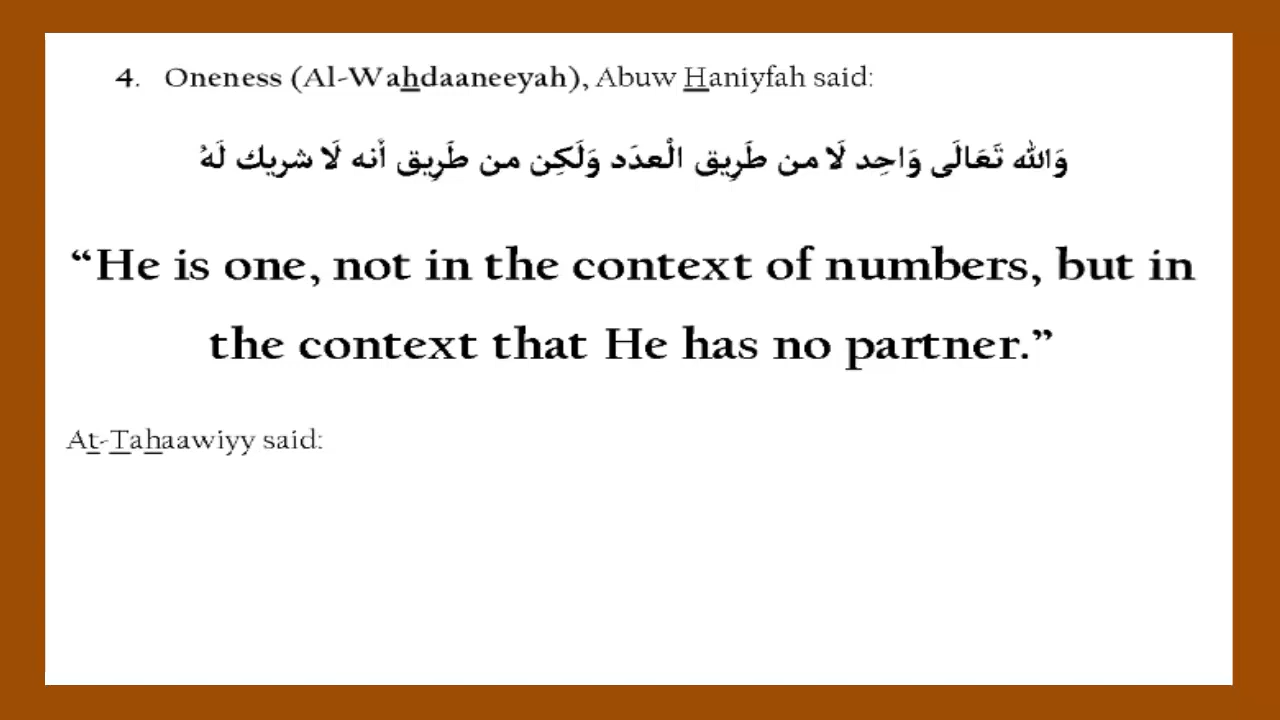 4. Oneness (Al-Wahdaaneeyah), Abuw Haniyfah said:
وَالله تَعَالَى وَاحِد لَا من طَرِيق الْعدَد وَلَكِن من طَرِيق أَنه لَا شريك لَهُ
“He is one, not in the context of numbers, but in
the context that He has no partner.”
At-Tahaawiyy said: